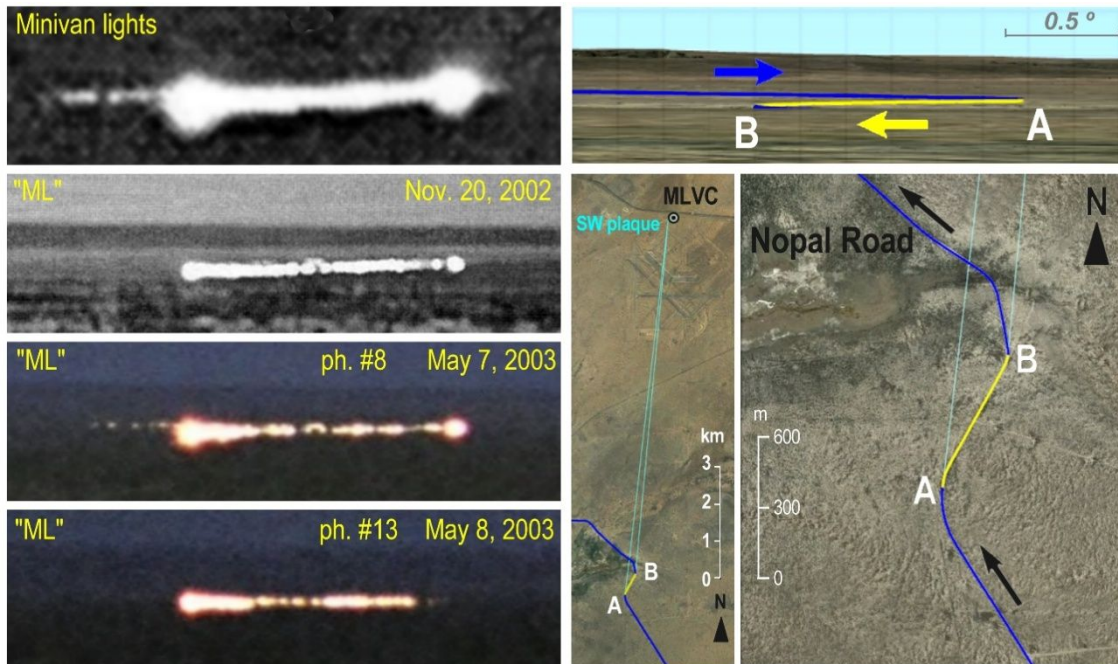 Minivan lights
"ML" Nov. 20, 2002
"ML" ph. #8 May 7, 2003
"ML" ph. #13 May 8, 2003
0.5 º
B A
MLVC
SW plaque
km
3
2
1
0
B
A
N
Nopal Road
N
B
m
600
A
300
0